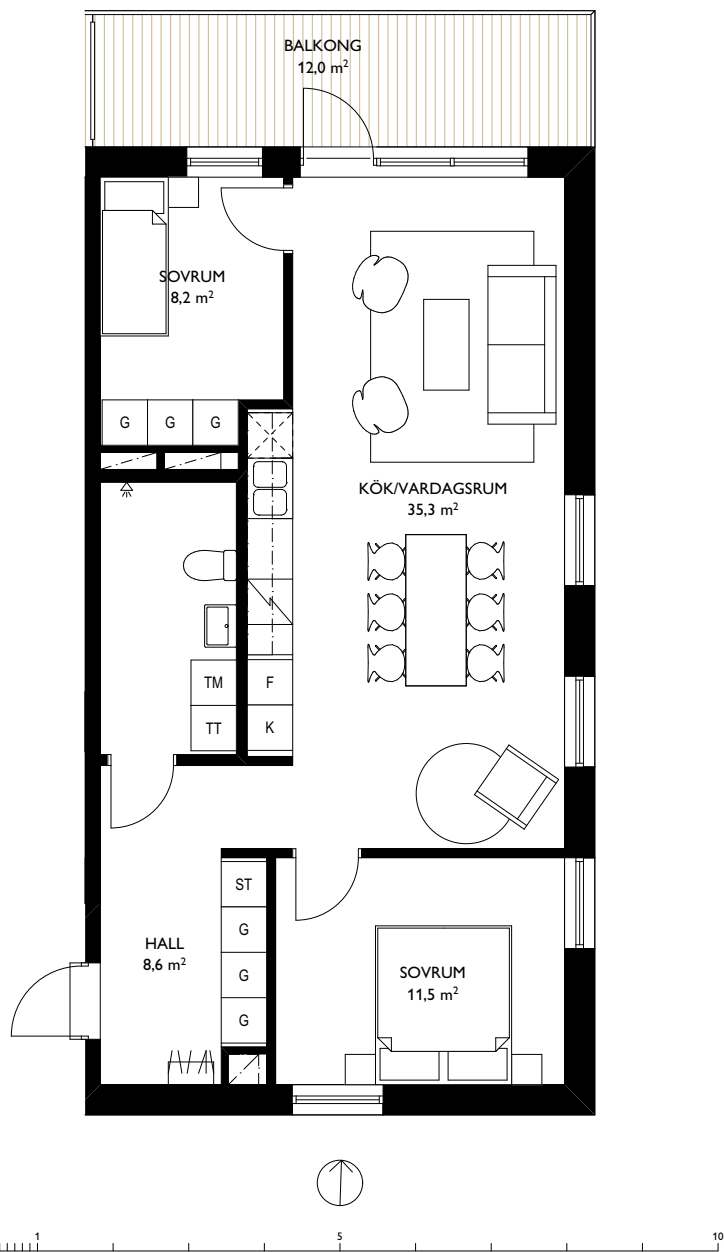 BALKONG
12,0 m²
SOVRUM
8,2 m²
G G G
KÖK/VARDAGSRUM
35,3 m²
TM
F
TT
K
ST
G
HALL
8,6 m²
G
SOVRUM
11,5 m²
G
1 5 10